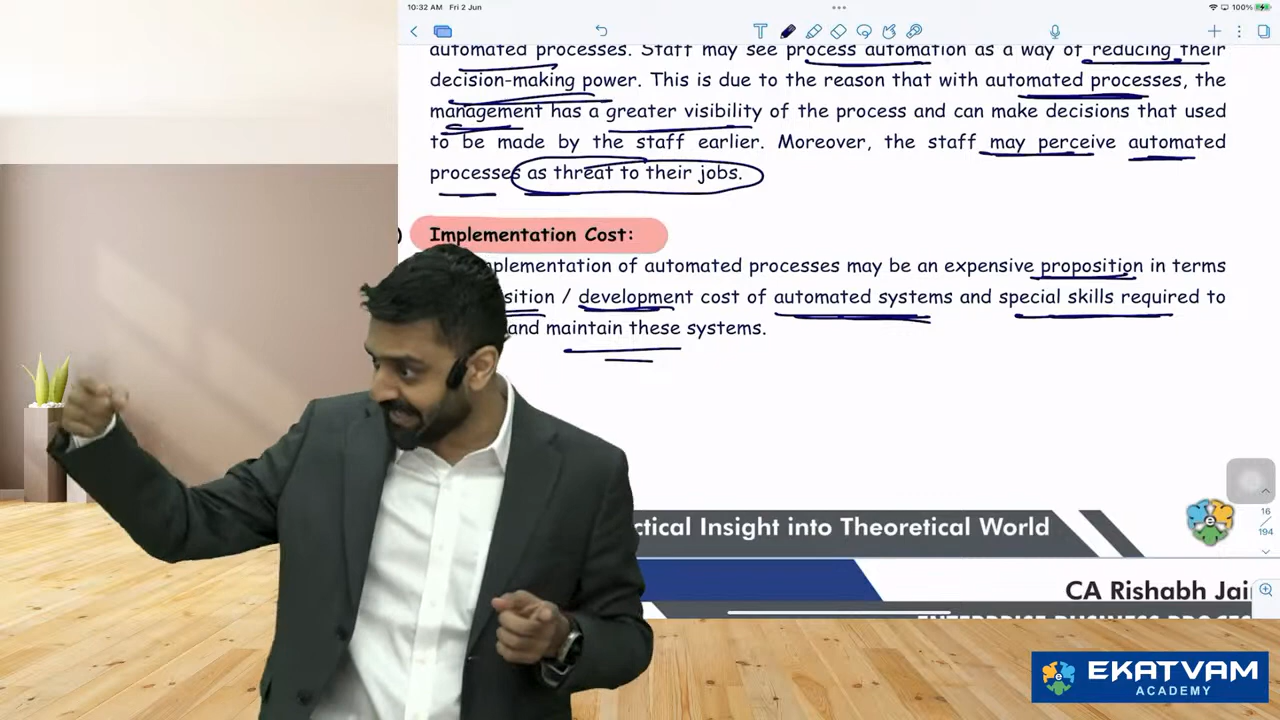 10:32 AM Fri 2 Jun
100%
automated processes. Staff may see process automation as a way of reducing their
decision-making power. This is due to the reason that with automated processes, the
management has a greater visibility of the process and can make decisions that used
to be made by the staff earlier. Moreover, the staff may perceive automated
processes as threat to their jobs.
) Implementation Cost:
plementation of automated processes may be an expensive proposition in terms
sition / development cost of automated systems and special skills required to
and maintain these systems.
16
/
194
ctical Insight into Theoretical World
CA Rishabh Jai
ENTERPRISE BUSINESS PROCES
EKATVAM
ACADEMY